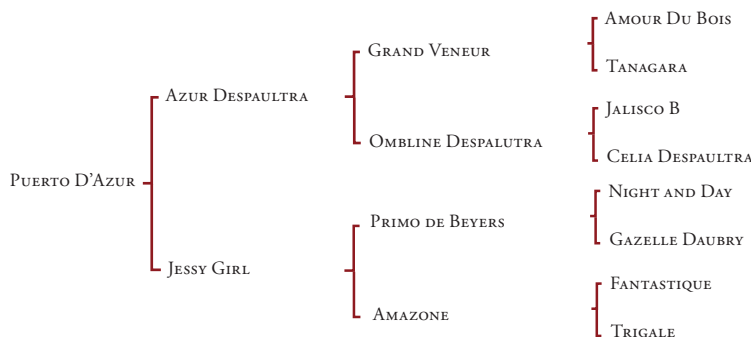 Amour Du Bois
Grand Veneur
Tanagara
Azur Despaultra
Jalisco B
Ombline Despalutra
Celia Despaultra
Puerto D'Azur
Night and Day
Primo de Beyers
Gazelle Daubry
Jessy Girl
Fantastique
Amazone
Trigale